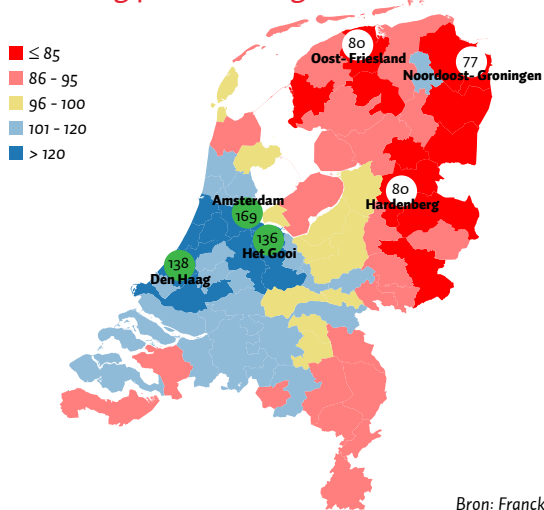 ≤ 85
86 - 95
96 - 100
101 - 120
> 120
80
Oost- Friesland
77
Noordoost- Groningen
80
Hardenberg
Amsterdam
169
136
Het Gooi
138
Den Haag
Bron: Franck